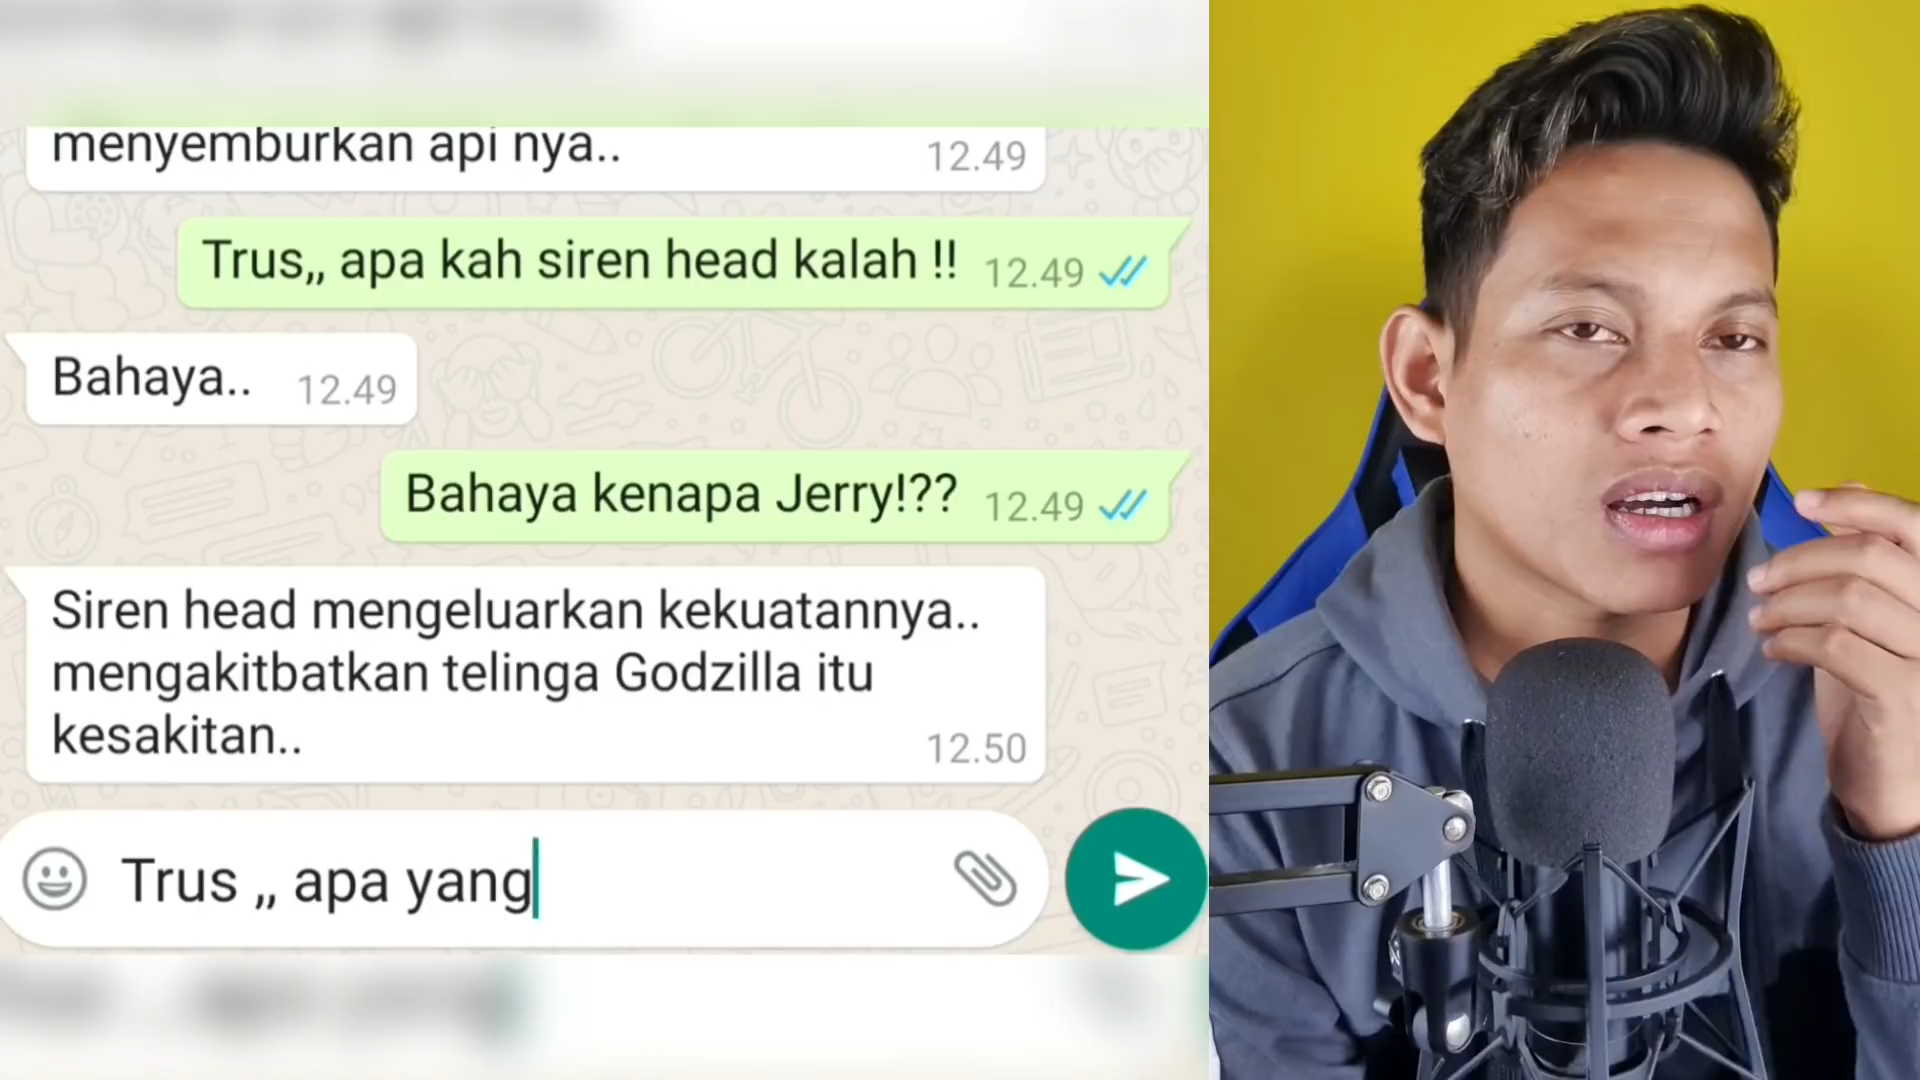 menyemburkan api nya..
12.49
Trus,, apa kah siren head kalah !!
12.49
Bahaya..
12.49
Bahaya kenapa Jerry!??
12.49
Siren head mengeluarkan kekuatannya..
mengakitbatkan telinga Godzilla itu
kesakitan..
12.50
Trus ,, apa yang